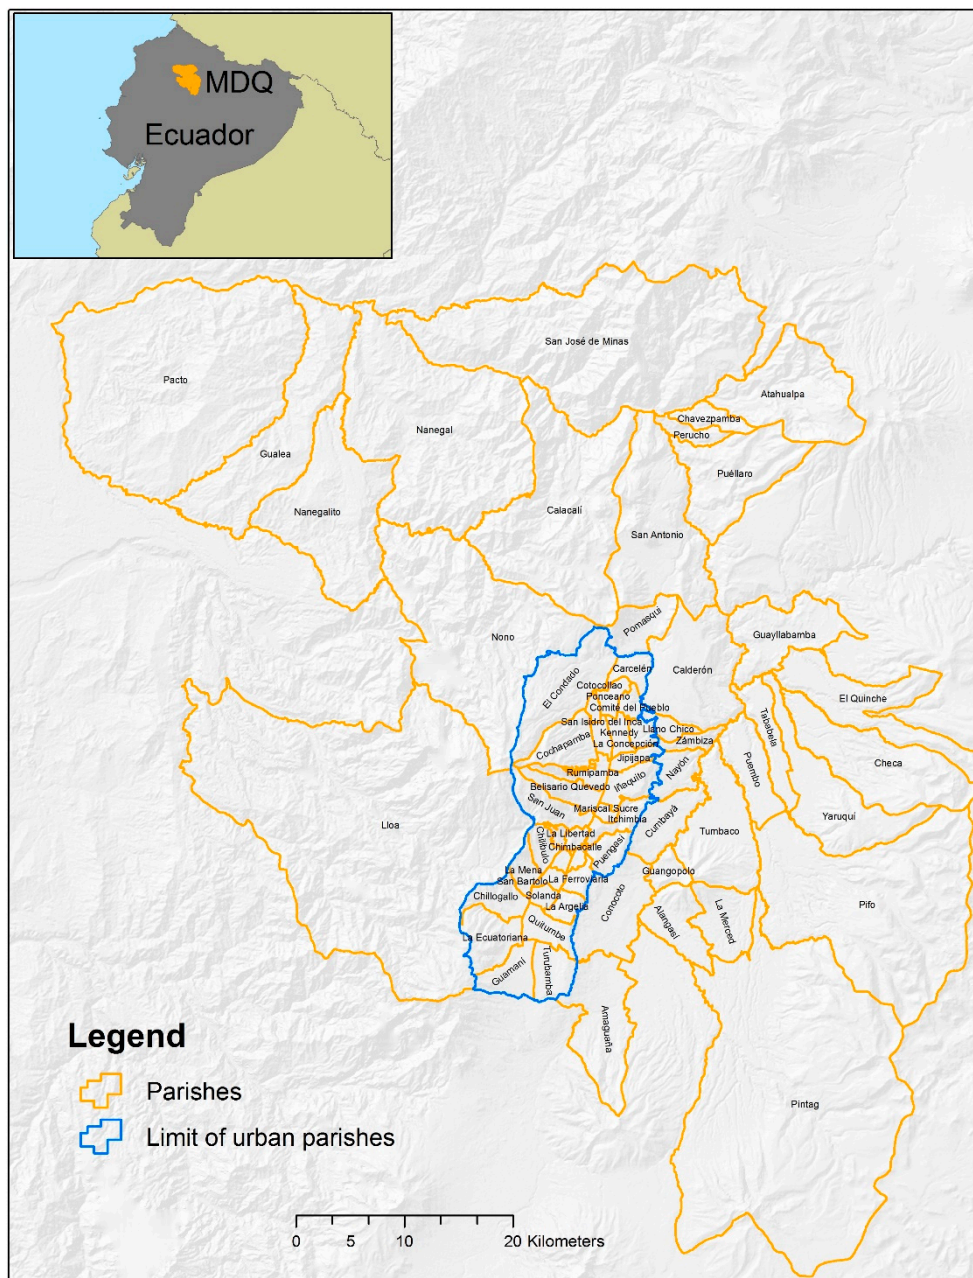 MDQ
Ecuador
San José de Minas
Pacto
Atahualpa
Chavezpamba
Nanegal
Perucho
Gualea
Puéllaro
Nanegalito
Calacalí
San Antonio
Pomasqui
Nono
Guayllabamba
Carcelén
Calderón
El Condado
Cotocollao
Ponceano
El Quinche
Comité del Pueblo
Tababela
San Isidro del Inca
Llano Chico
Kennedy
Cochapamba
La Concepción
Zámbiza
Jipijapa
Checa
Puembo
Nayón
Rumipamba
Iñaquito
Belisario Quevedo
San Juan
Mariscal Sucre
Itchimbía
Yaruquí
Cumbayá
Lloa
La Libertad
Tumbaco
Chilibulo
Chimbacalle
Puengasí
La Mena
Guangopolo
San Bartolo
La Ferroviaria
Chillogallo
Solanda
Conocoto
Pifo
La Argelia
Alangasí
La Merced
Quitumbe
La Ecuatoriana
Guamaní
Turubamba
Amaguaña
Legend
Parishes
Pintag
Limit of urban parishes
0 5 10 20 Kilometers